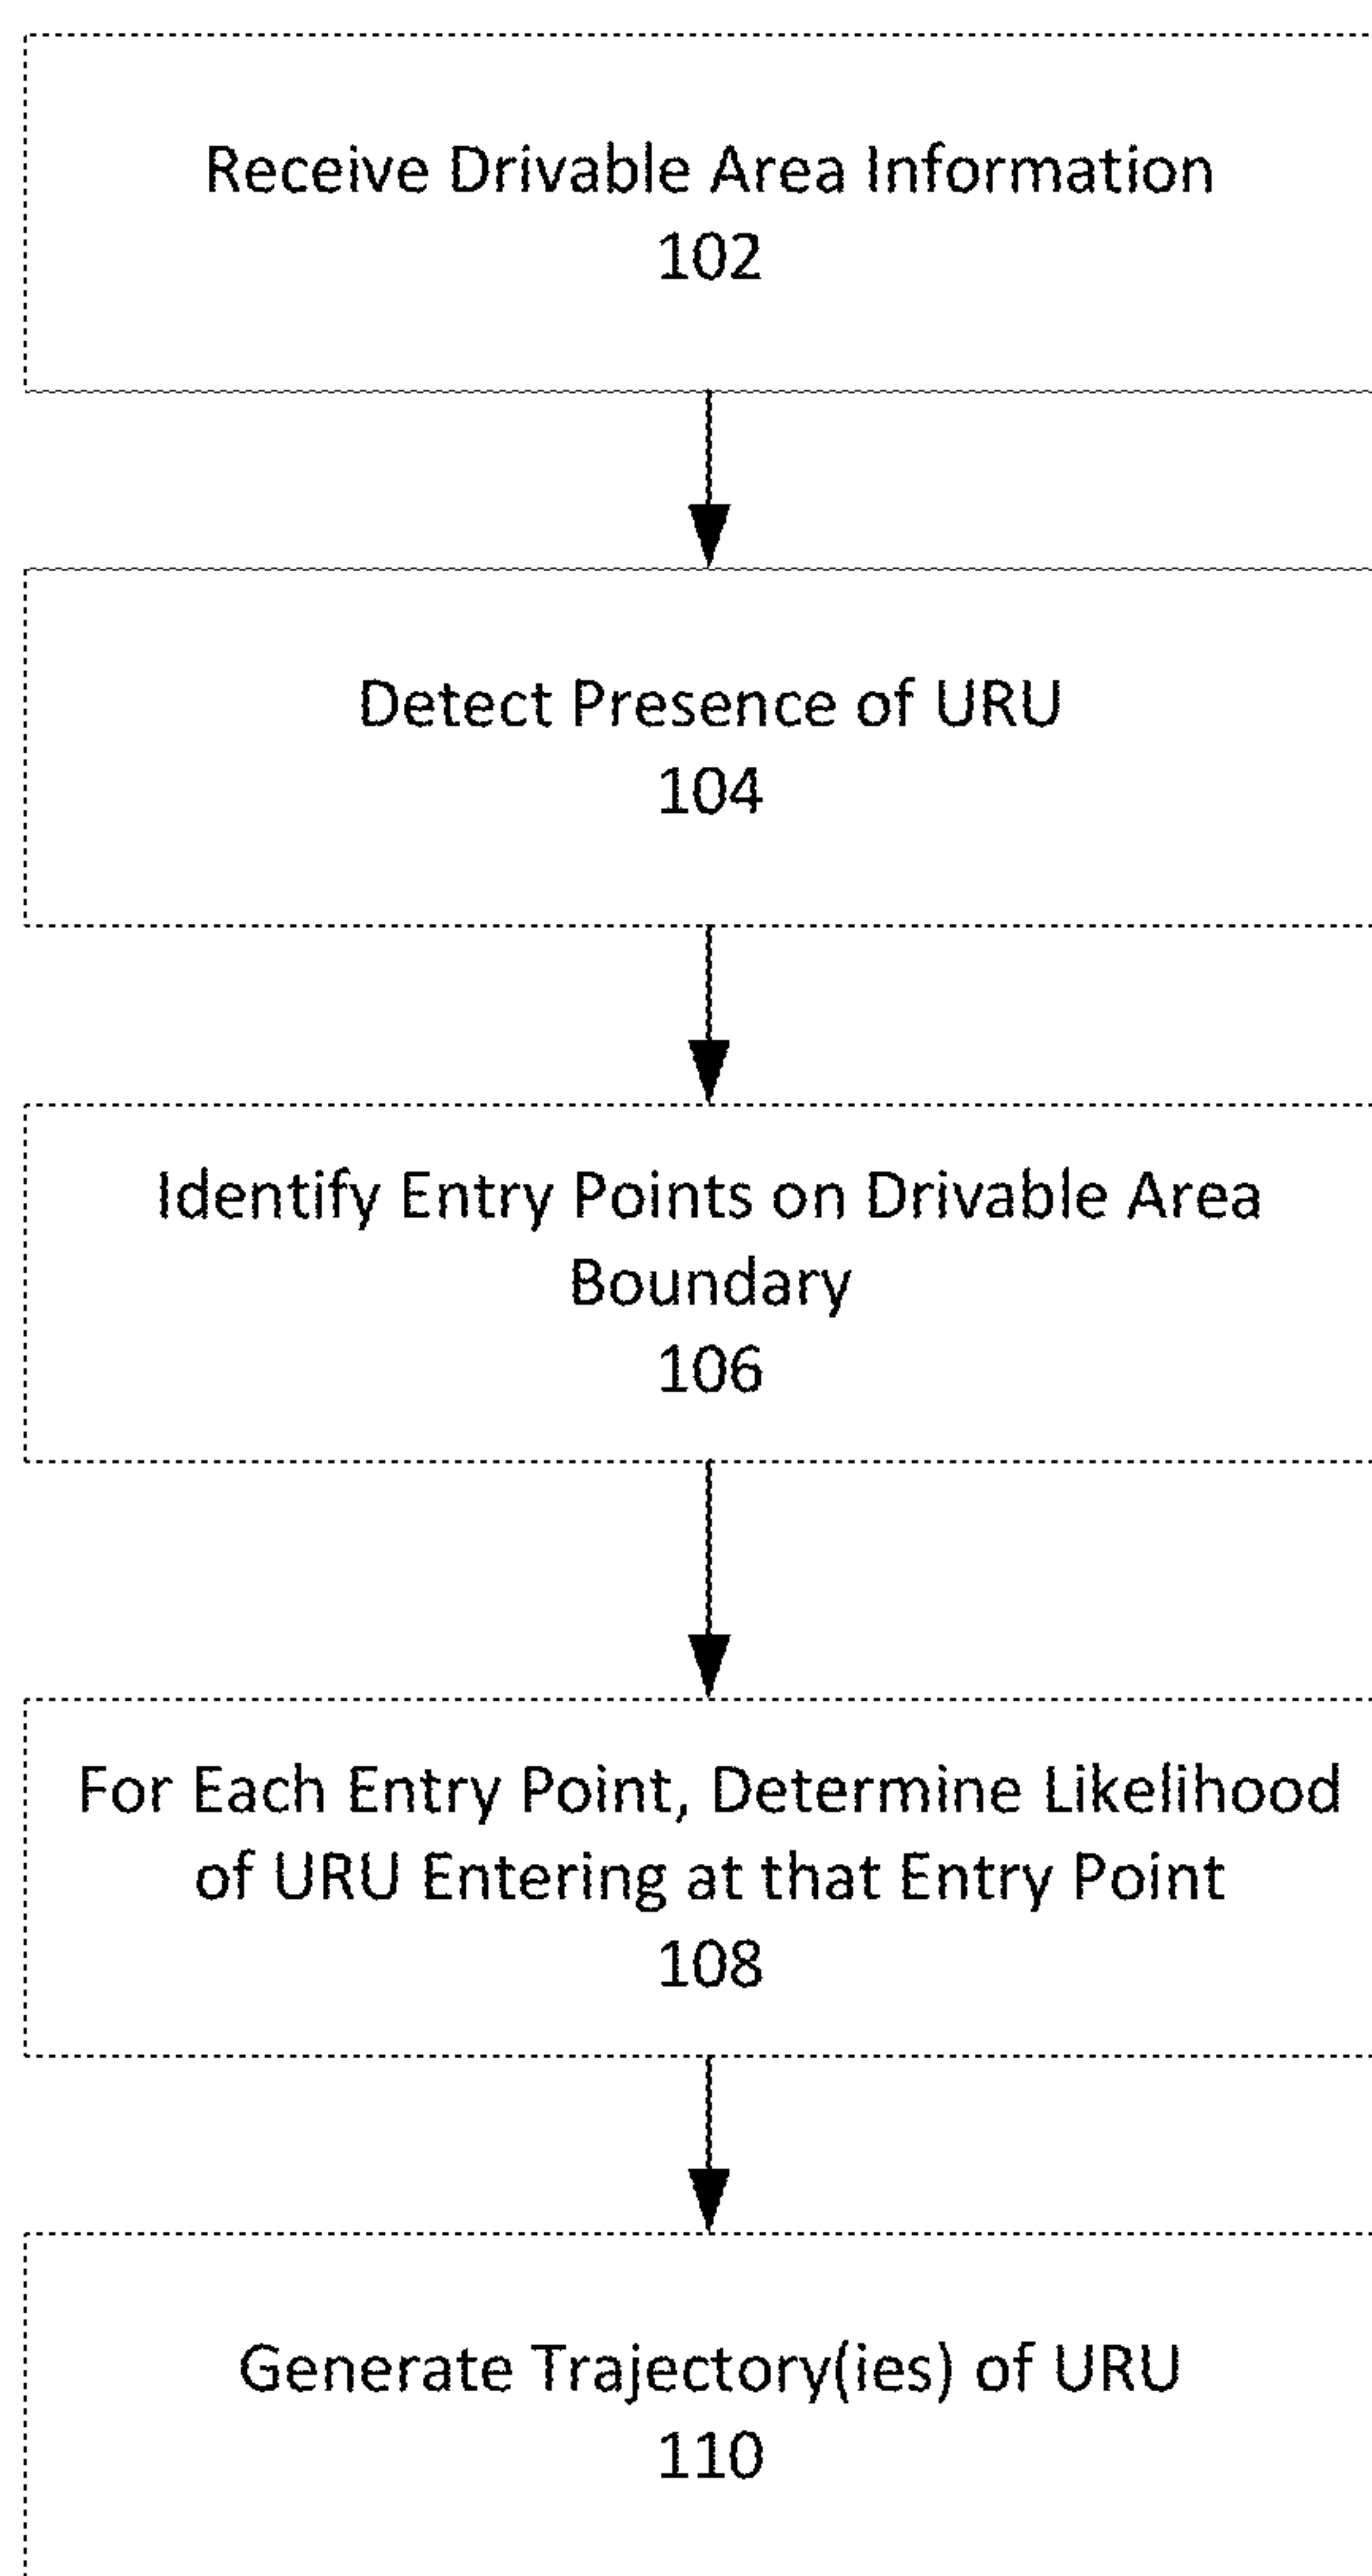 Receive Drivable Area Information
102
Detect Presence of URU
104
Identify Entry Points on Drivable Area
Boundary
106
For Each Entry Point, Determine Likelihood
of URU Entering at that Entry Point
108
Generate Trajectory(ies) of URU
110